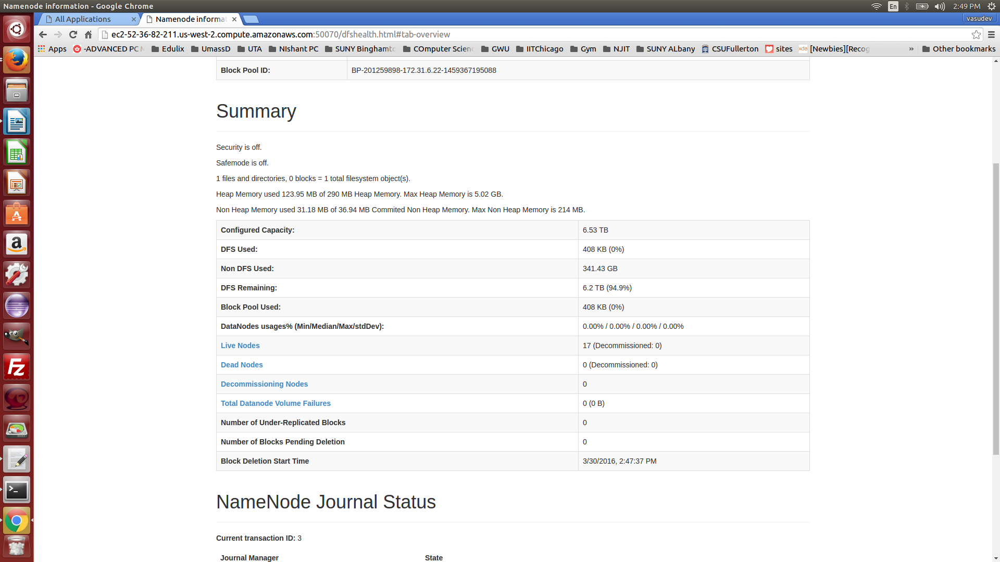 Namenode information - Google Chrome
En
2:49 PM
All Applications
Namenode informa
vasudev
ec2-52-36-82-211.us-west-2.compute.amazonaws.com:50070/dfshealth.html#tab-overview
Apps
-ADVANCED PC
Edulix
UmassD
UTA
NIshant PC
SUNY Binghamto
COmputer Scienc
GWU
IITChicago
Gym
NJIT
SUNY ALbany
CSUFullerton
sites
xda
[Newbies][Recog
»
Other bookmarks
Block Pool ID: BP-201259898-172.31.6.22-1459367195088
Summary
Security is off.
Safemode is off.
1 files and directories, 0 blocks = 1 total filesystem object(s).
Heap Memory used 123.95 MB of 290 MB Heap Memory. Max Heap Memory is 5.02 GB.
Non Heap Memory used 31.18 MB of 36.94 MB Commited Non Heap Memory. Max Non Heap Memory is 214 MB.
Configured Capacity: 6.53 TB
DFS Used: 408 KB (0%)
Non DFS Used: 341.43 GB
DFS Remaining: 6.2 TB (94.9%)
Block Pool Used: 408 KB (0%)
DataNodes usages% (Min/Median/Max/stdDev): 0.00% / 0.00% / 0.00% / 0.00%
Live Nodes 17 (Decommissioned: 0)
Dead Nodes 0 (Decommissioned: 0)
Decommissioning Nodes 0
Total Datanode Volume Failures 0 (0 B)
Number of Under-Replicated Blocks 0
Number of Blocks Pending Deletion 0
Block Deletion Start Time 3/30/2016, 2:47:37 PM
NameNode Journal Status
Current transaction ID: 3
Journal Manager State